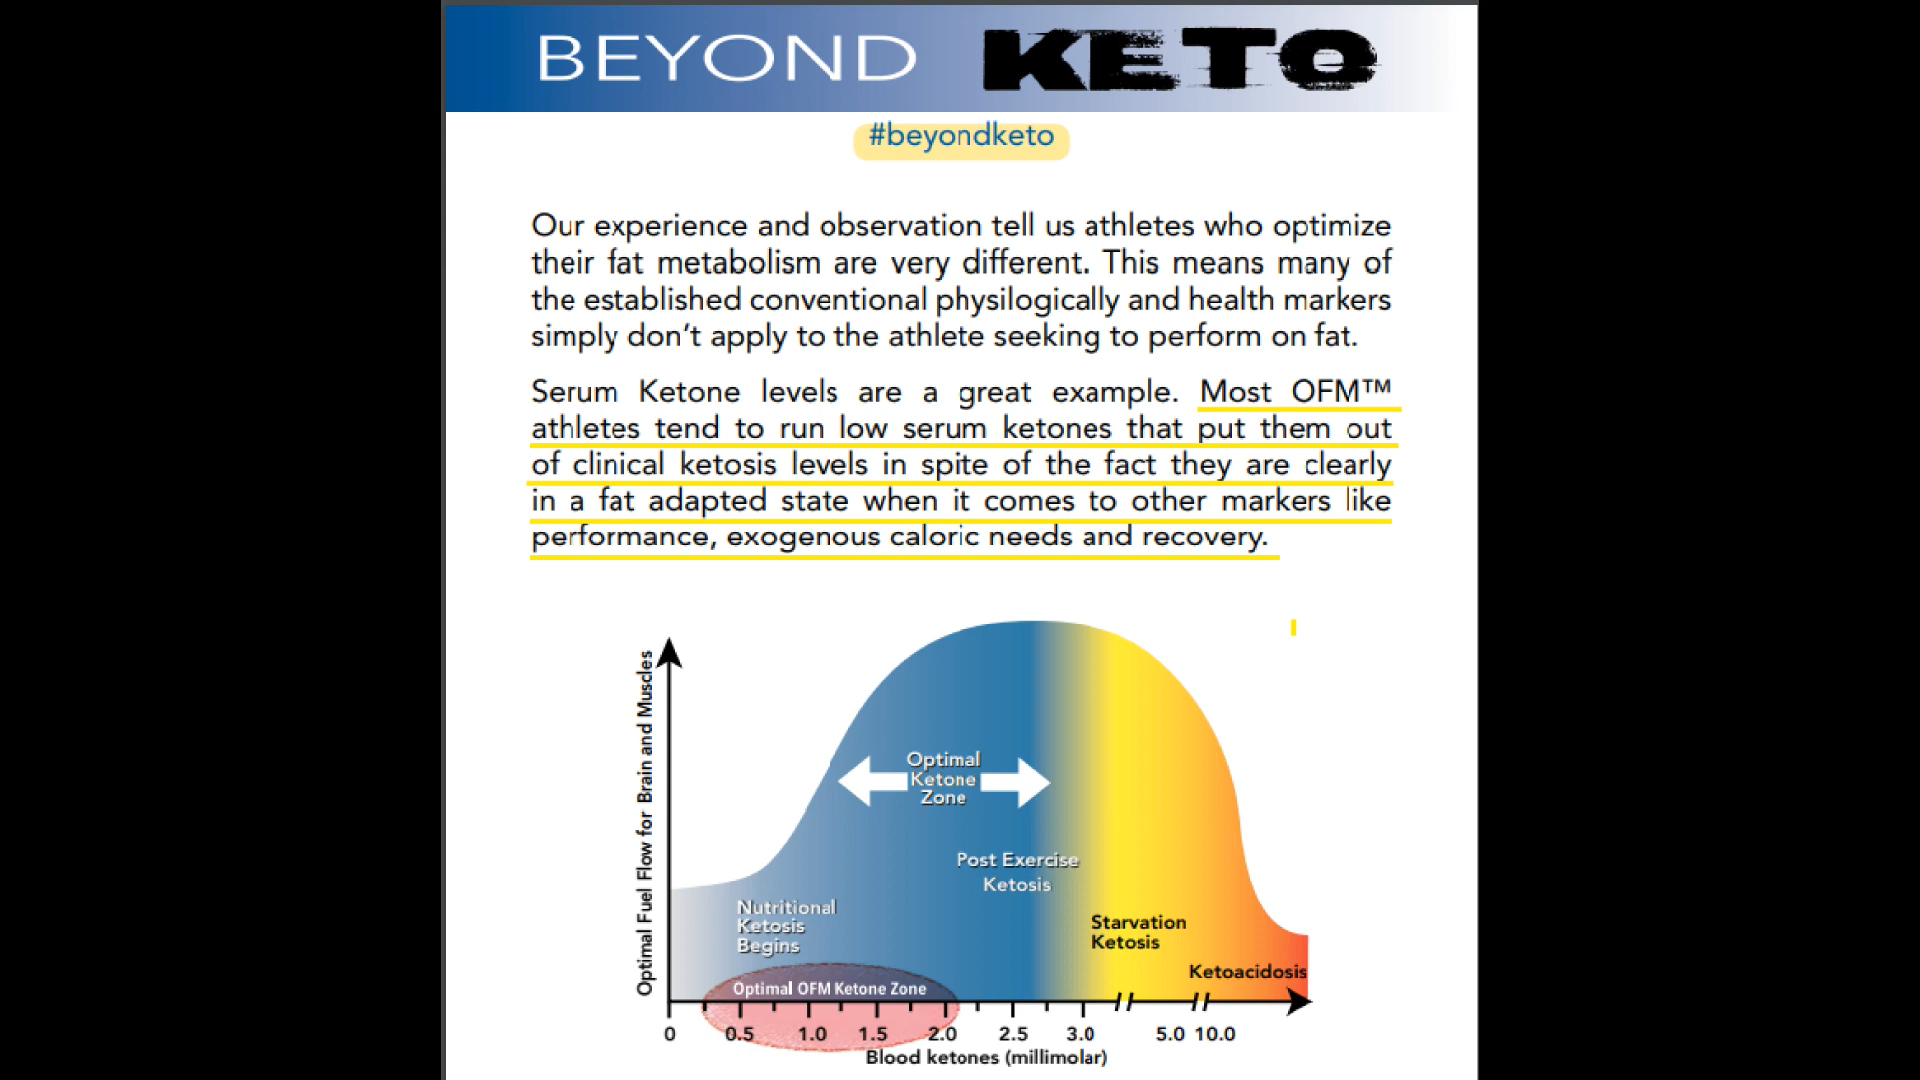 BEYOND KETO
#beyondketo
Our experience and observation tell us athletes who optimize
their fat metabolism are very different. This means many of
the established conventional physilogically and health markers
simply don't apply to the athlete seeking to perform on fat.
Serum Ketone levels are a great example. Most OFM™
athletes tend to run low serum ketones that put them out
of clinical ketosis levels in spite of the fact they are clearly
in a fat adapted state when it comes to other markers like
performance, exogenous caloric needs and recovery.
Optimal Fuel Flow for Brain and Muscles
Optimal
Ketone
Zone
Post Exercise
Ketosis
Nutritional
Ketosis
Begins
Starvation
Ketosis
Ketoacidosis
Optimal OFM Ketone Zone
0 0.5 1.0 1.5 2.0 2.5 3.0 5.0 10.0
Blood ketones (millimolar)